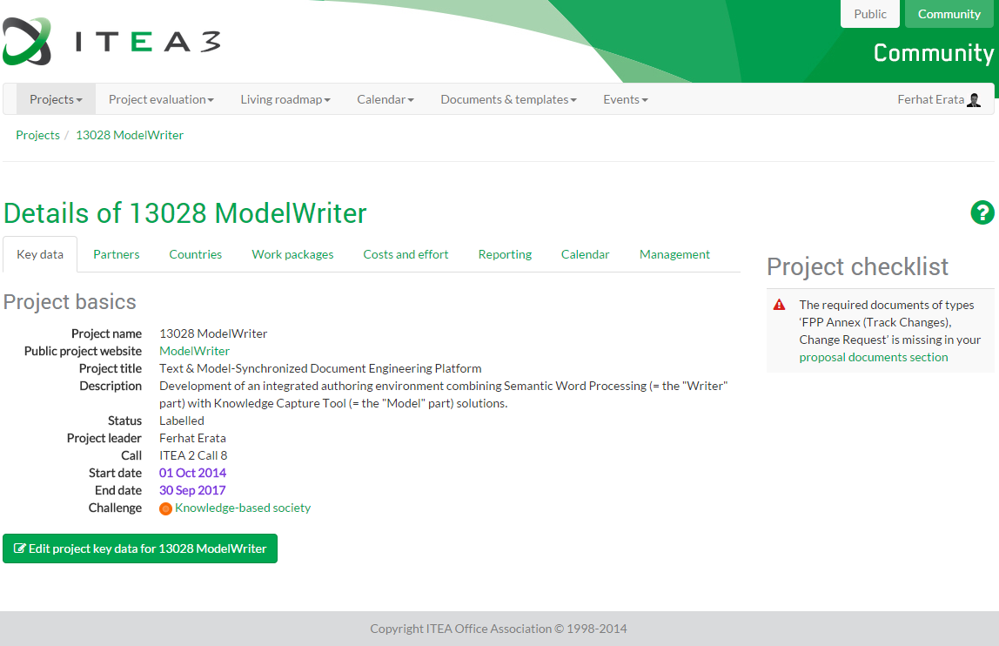 Public
Community
ITEA3
Community
Projects
Project evaluation
Living roadmap
Calendar
Documents & templates
Events
Ferhat Erata
Projects / 13028 ModelWriter
Details of 13028 ModelWriter
?
Key data
Partners
Countries
Work packages
Costs and effort
Reporting
Calendar
Management
Project basics
Project name 13028 ModelWriter
Public project website ModelWriter
Project title Text & Model-Synchronized Document Engineering Platform
Description Development of an integrated authoring environment combining Semantic Word Processing (= the "Writer"
part) with Knowledge Capture Tool (= the "Model" part) solutions.
Status Labelled
Project leader Ferhat Erata
Call ITEA 2 Call 8
Start date 01 Oct 2014
End date 30 Sep 2017
Challenge Knowledge-based society
Edit project key data for 13028 ModelWriter
Project checklist
The required documents of types
‘FPP Annex (Track Changes),
Change Request’ is missing in your
proposal documents section
Copyright ITEA Office Association © 1998-2014